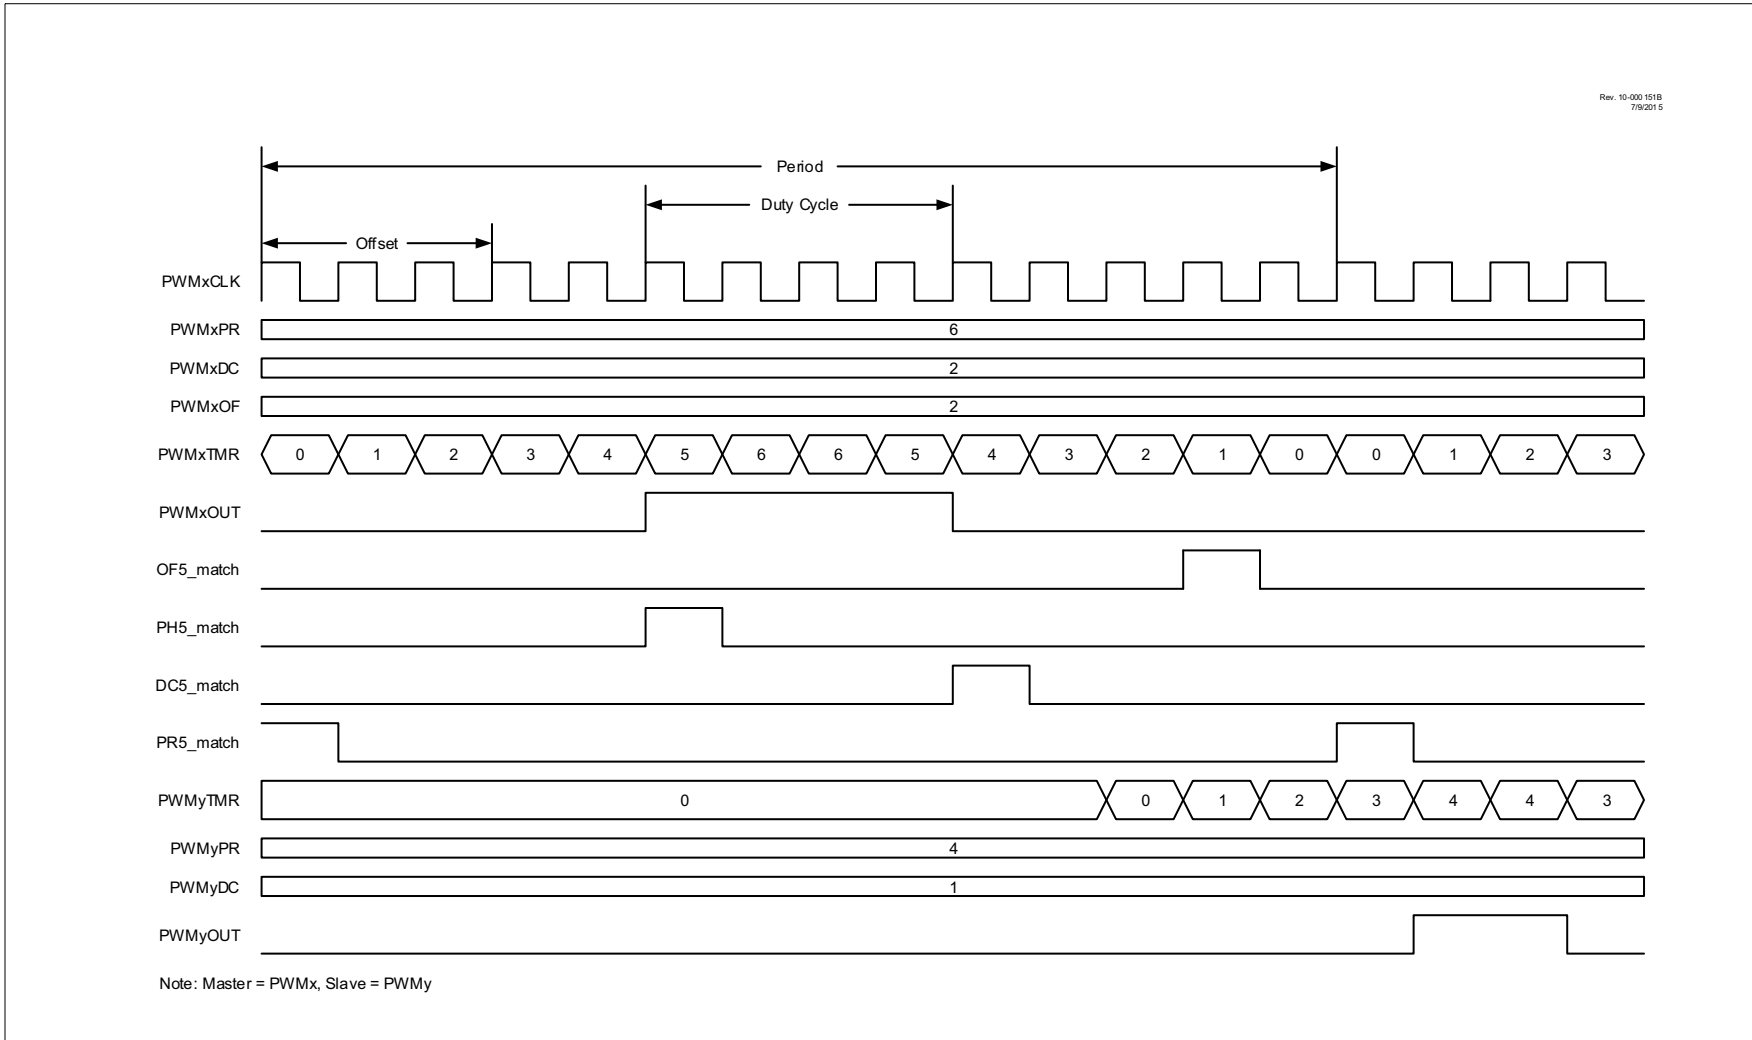 Rev. 10-000 151B
7/9/201 5
Period
Duty Cycle
Offset
PWMxCLK
PWMxPR 6
PWMxDC 2
PWMxOF 2
PWMxTMR 0 1 2 3 4 5 6 6 5 4 3 2 1 0 0 1 2 3
PWMxOUT
OF5_match
PH5_match
DC5_match
PR5_match
PWMyTMR 0 0 1 2 3 4 4 3
PWMyPR 4
PWMyDC 1
PWMyOUT
Note: Master = PWMx, Slave = PWMy